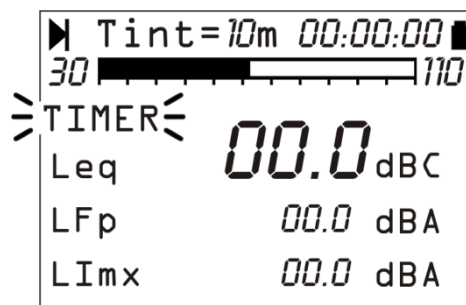 Tint=10m 00:00:00
30 110
TIMER
Leq 00.0 dBC
LFp 00.0 dBA
LImx 00.0 dBA